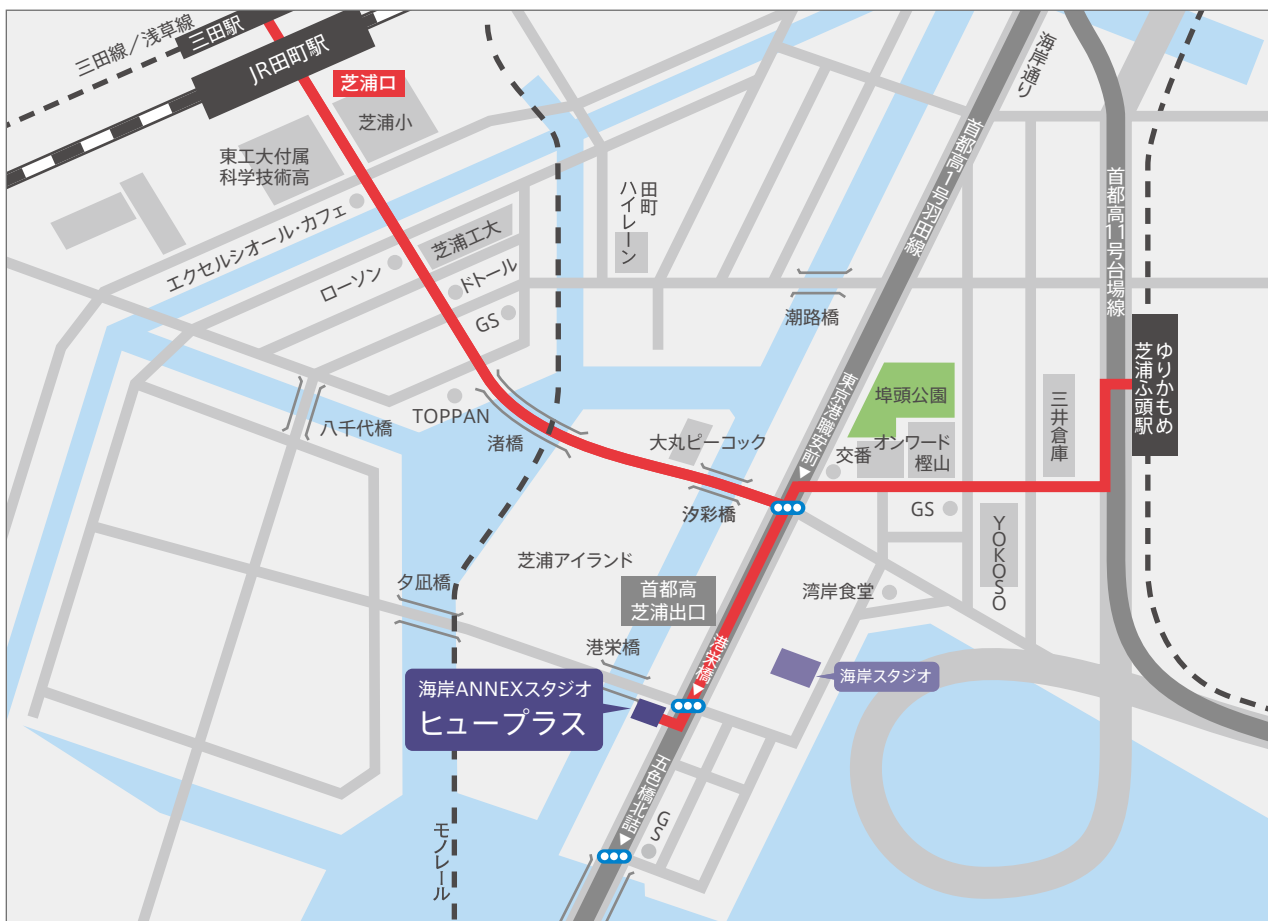 三田線／浅草線
三田駅
JR田町駅
芝浦口
芝浦小
東工大付属
科学技術高
エクセルシオール・カフェ
ローソン
芝浦工大
ドトール
GS
田町
ハイレーン
海岸通り
首都高1号羽田線
首都高11号台場線
潮路橋
ゆりかもめ
芝浦ふ頭駅
八千代橋
TOPPAN
渚橋
大丸ピーコック
汐彩橋
東京港職安前
埠頭公園
交番
オンワード
樫山
三井倉庫
GS
YOKOSO
芝浦アイランド
夕凪橋
首都高
芝浦出口
湾岸食堂
港栄橋
港栄橋
海岸スタジオ
海岸ANNEXスタジオ
ヒュープラス
五色橋北詰
GS
モノレール